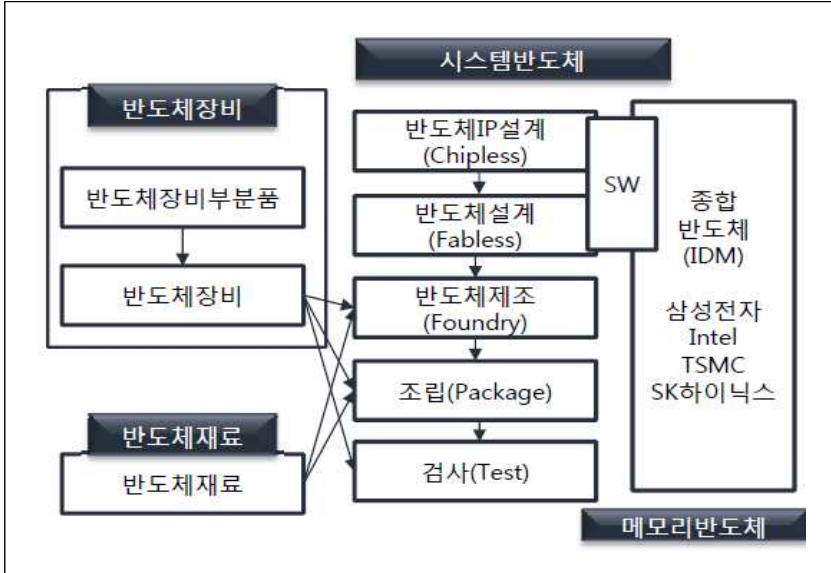 시스템반도체
반도체장비
반도체장비부분품
반도체장비
반도체재료
반도체재료
반도체IP설계
(Chipless)
반도체설계
(Fabless)
반도체제조
(Foundry)
조립(Package)
검사(Test)
SW
종합
반도체
(IDM)
삼성전자
Intel
TSMC
SK하이닉스
메모리반도체